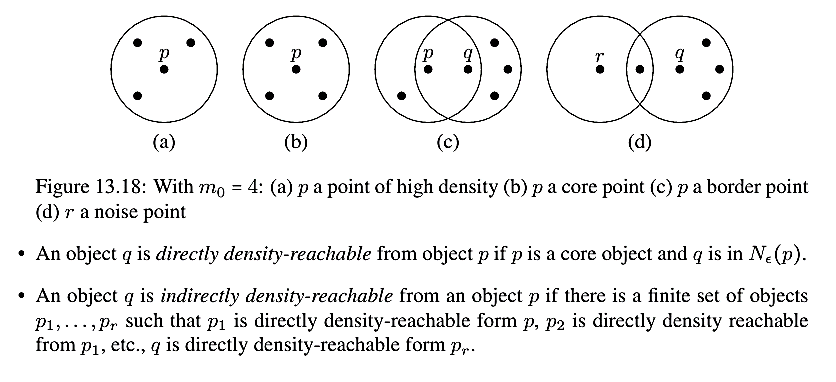 p
p
p
q
r
q
(a)
(b)
(c)
(d)
Figure 13.18: With m₀ = 4: (a) p a point of high density (b) p a core point (c) p a border point
(d) r a noise point
• An object q is directly density-reachable from object p if p is a core object and q is in Nϵ(p).
• An object q is indirectly density-reachable from an object p if there is a finite set of objects
p₁, . . . , pᵣ such that p₁ is directly density-reachable form p, p₂ is directly density reachable
from p₁, etc., q is directly density-reachable form pᵣ.